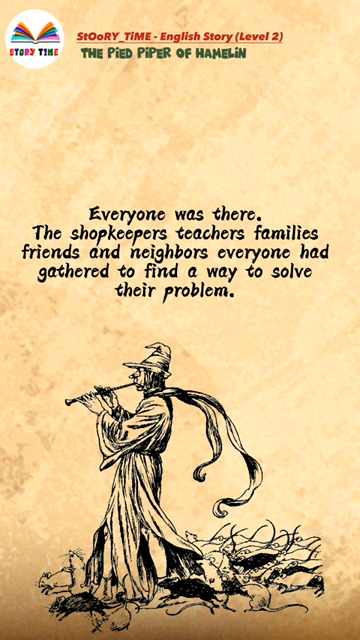 STORY TIME
StOoRY_TiME - English Story (Level 2)
THE PIED PIPER OF HAMELIN
Everyone was there.
The shopkeepers teachers families
friends and neighbors everyone had
gathered to find a way to solve
their problem.